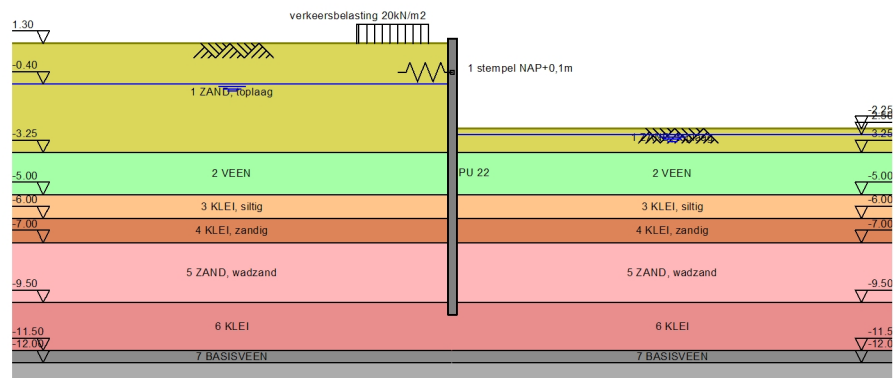 verkeersbelasting 20kN/m2
1.30
-0.40
1 stempel NAP+0,1m
1 ZAND, toplaag
-2.25
-3.25
-3.25
2 VEEN
PU 22
2 VEEN
-5.00
-5.00
3 KLEI, siltig
3 KLEI, siltig
-6.00
-6.00
4 KLEI, zandig
4 KLEI, zandig
-7.00
-7.00
5 ZAND, wadzand
5 ZAND, wadzand
-9.50
-9.50
6 KLEI
6 KLEI
-11.50
-11.5
-12.00
-12.0
7 BASISVEEN
7 BASISVEEN